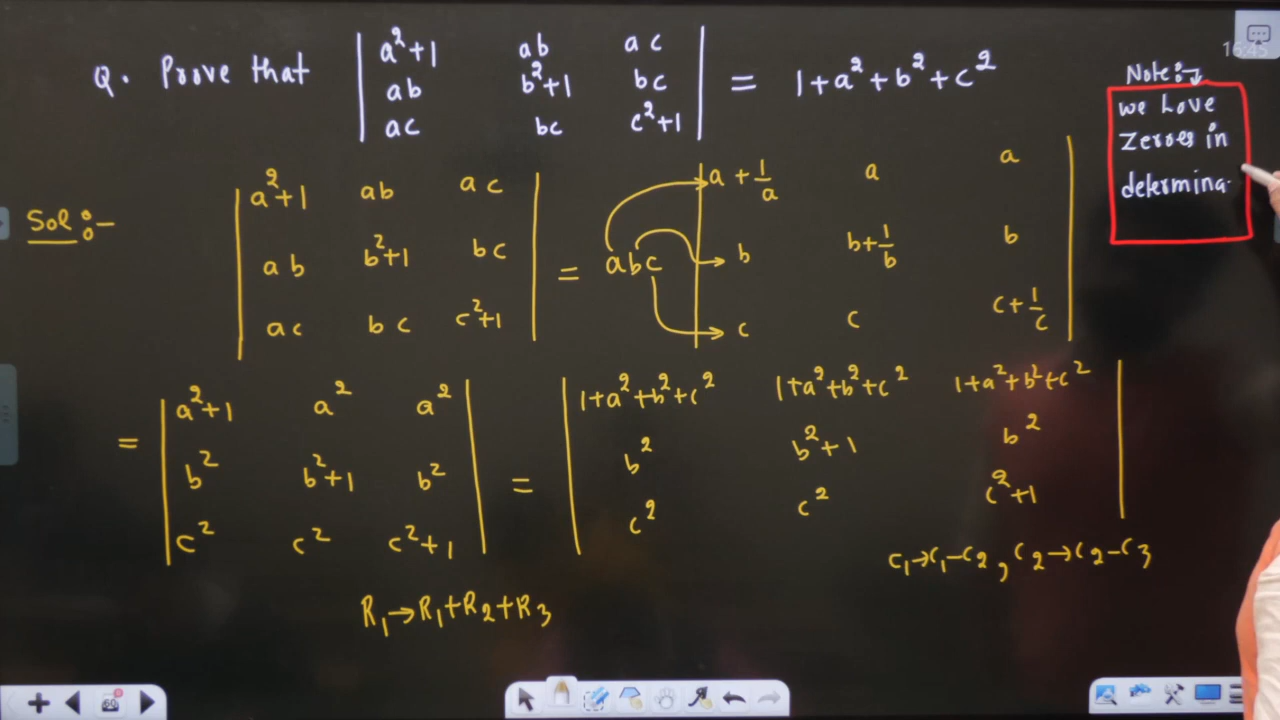 16:45
Q. Prove that | a²+1 ab ac | = 1+a²+b²+c²
| ab b²+1 bc |
| ac bc c²+1 |
Note:→
we Love
Zeroes in
determina.
Sol:- | a²+1 ab ac | = abc | a+1/a a a |
| ab b²+1 bc | | b b+1/b b |
| ac bc c²+1 | | c c c+1/c |
= | a²+1 a² a² | = | 1+a²+b²+c² 1+a²+b²+c² 1+a²+b²+c² |
| b² b²+1 b² | | b² b²+1 b² |
| c² c² c²+1 | | c² c² c²+1 |
C₁→C₁-C₂, C₂→C₂-C₃
R₁→R₁+R₂+R₃
60